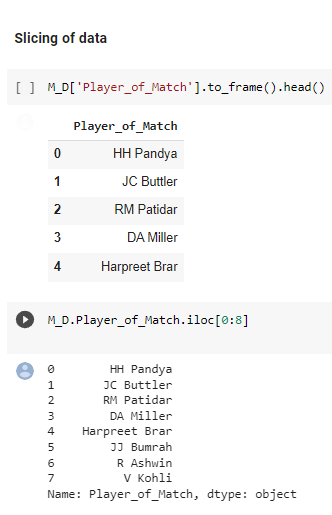 Slicing of data
[ ] M_D['Player_of_Match'].to_frame().head()
Player_of_Match
0 HH Pandya
1 JC Buttler
2 RM Patidar
3 DA Miller
4 Harpreet Brar
M_D.Player_of_Match.iloc[0:8]
0 HH Pandya
1 JC Buttler
2 RM Patidar
3 DA Miller
4 Harpreet Brar
5 JJ Bumrah
6 R Ashwin
7 V Kohli
Name: Player_of_Match, dtype: object